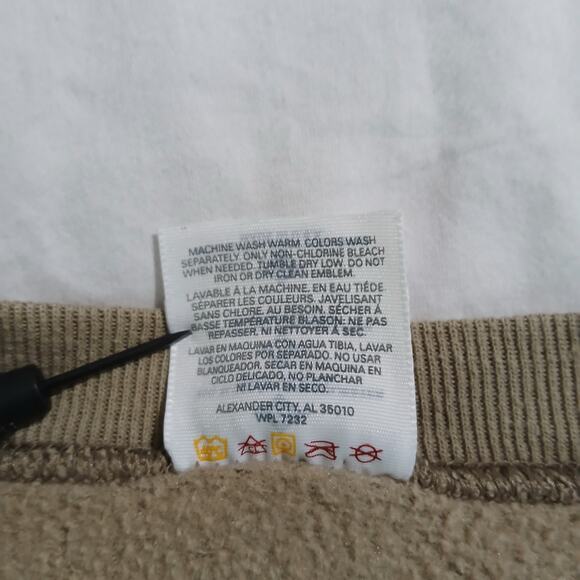 MACHINE WASH WARM. COLORS WASH
SEPARATELY. ONLY NON-CHLORINE BLEACH
WHEN NEEDED. TUMBLE DRY LOW. DO NOT
IRON OR DRY CLEAN EMBLEM.
LAVABLE À LA MACHINE. EN EAU TIÉDE
SÉPARER LES COULEURS. JAVELISANT
SANS CHLORE. AU BESOIN. SÉCHER À
BASSE TEMPÉRATURE BLASON: NE PAS
REPASSER. NI NETTOYER À SEC.
LAVAR EN MAQUINA CON AGUA TIBIA, LAVAR
LOS COLORES POR SEPARADO. NO USAR
BLANQUEADOR. SECAR EN MAQUINA EN
CICLO DELICADO, NO PLANCHAR
NI LAVAR EN SECO.
ALEXANDER CITY, AL 35010
WPL 7232